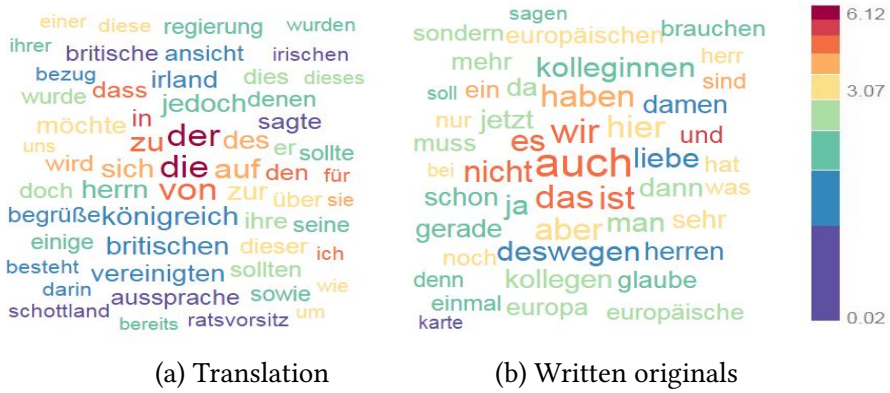 einer diese regierung wurden
ihrer britische ansicht irischen
bezug dass irland dies dieses
wurde jedoch denen
möchte in der des sagte
uns zu die er sollte
wird sich auf den für
doch herrn von zur über sie
begrüße königreich ihre seine
einige britischen dieser ich
besteht vereinigten sollten
darin aussprache sowie wie
schottland bereits ratsvorsitz um
(a) Translation
sagen
sondern europäischen brauchen
mehr kolleginnen herr
soll ein da haben sind
nur jetzt damen
muss es wir hier und
bei nicht auch liebe hat
schon ja das ist dann was
gerade aber man sehr
noch deswegen herren
denn kollegen glaube
einmal europa europäische
karte
(b) Written originals
6.12
3.07
0.02